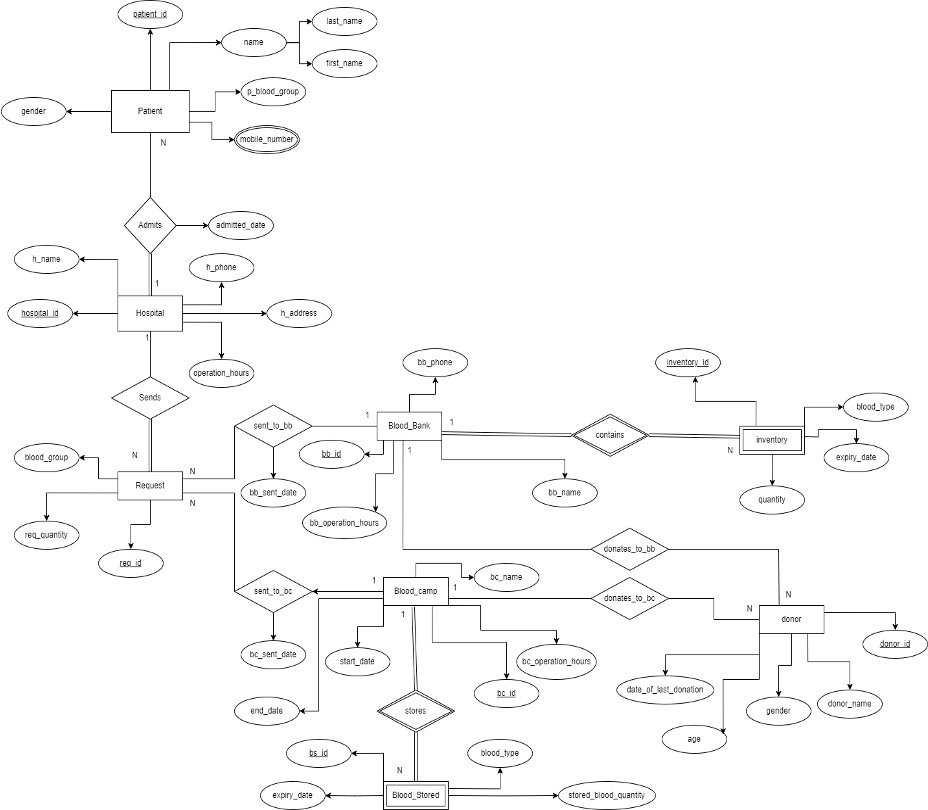 patient_id
last_name
name
first_name
p_blood_group
gender
Patient
mobile_number
N
Admits
admitted_date
h_name
h_phone
1
hospital_id
Hospital
h_address
1
operation_hours
bb_phone
inventory_id
Sends
blood_type
1
1
sent_to_bb
Blood_Bank
contains
inventory
N
1
N
blood_group
N
bb_id
expiry_date
Request
bb_sent_date
bb_name
quantity
N
bb_operation_hours
req_quantity
donates_to_bb
req_id
bc_name
1
1
sent_to_bc
Blood_camp
donates_to_bc
N
N
1
donor
donor_id
bc_sent_date
start_date
bc_operation_hours
bc_id
date_of_last_donation
donor_name
end_date
stores
gender
age
bs_id
blood_type
N
expiry_date
Blood_Stored
stored_blood_quantity